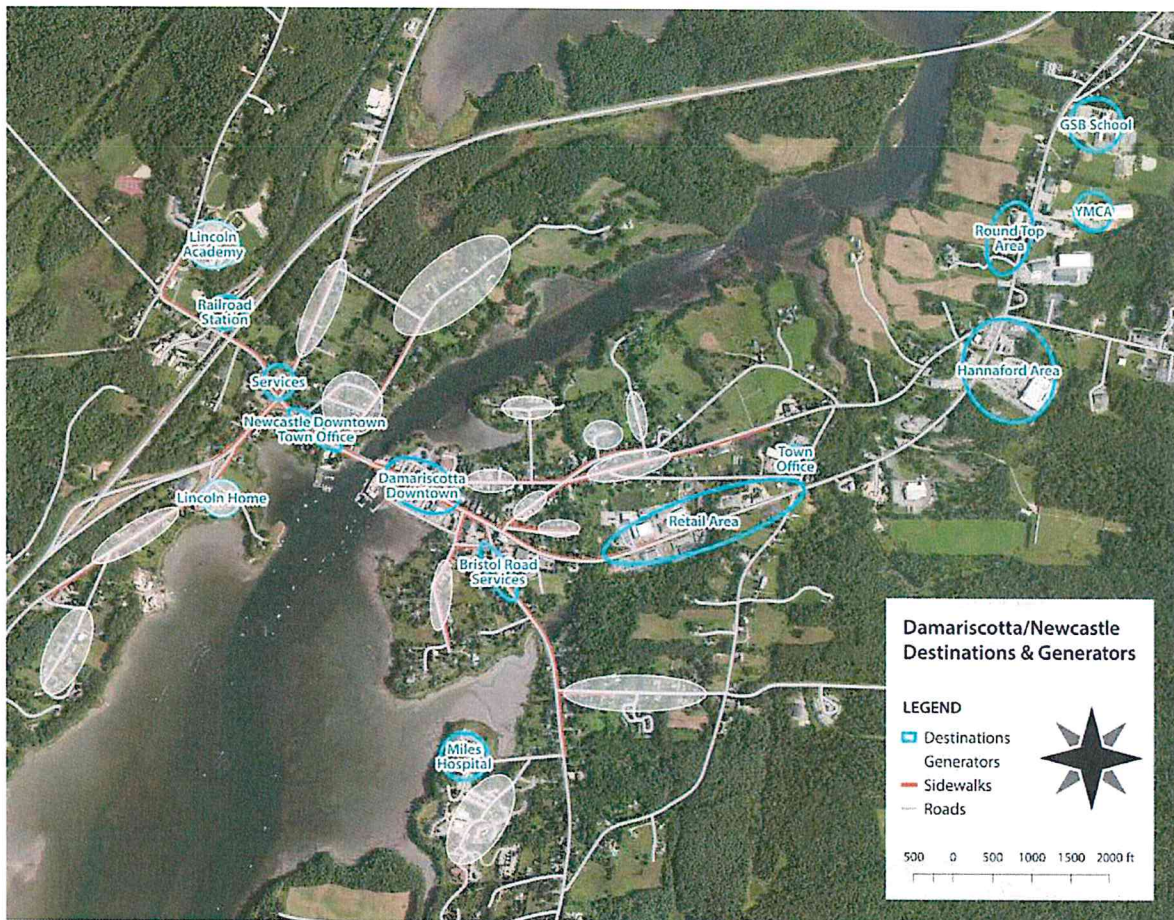 GSB School
YMCA
Round Top
Area
Lincoln
Academy
Railroad
Station
Services
Hannaford Area
Newcastle Downtown
Town Office
Damariscotta
Downtown
Town
Office
Lincoln Home
Retail Area
Bristol Road
Services
Miles
Hospital
Damariscotta/Newcastle
Destinations & Generators
LEGEND
Destinations
Generators
Sidewalks
Roads
500 0 500 1000 1500 2000 ft